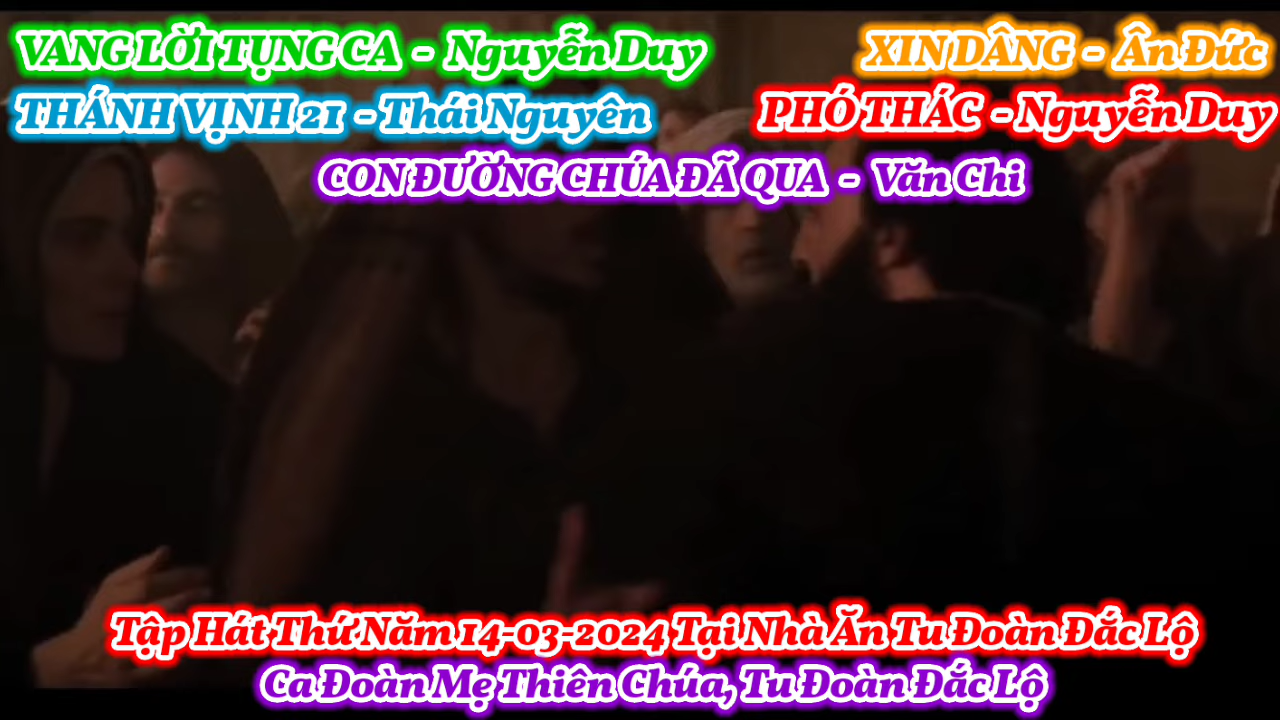 VANG LỜI TỤNG CA - Nguyễn Duy
XIN DÂNG - Ân Đức
THÁNH VỊNH 21 - Thái Nguyên
PHÓ THÁC - Nguyễn Duy
CON ĐƯỜNG CHÚA ĐÃ QUA - Văn Chi
Tập Hát Thứ Năm 14-03-2024 Tại Nhà Ăn Tu Đoàn Đắc Lộ
Ca Đoàn Mẹ Thiên Chúa, Tu Đoàn Đắc Lộ